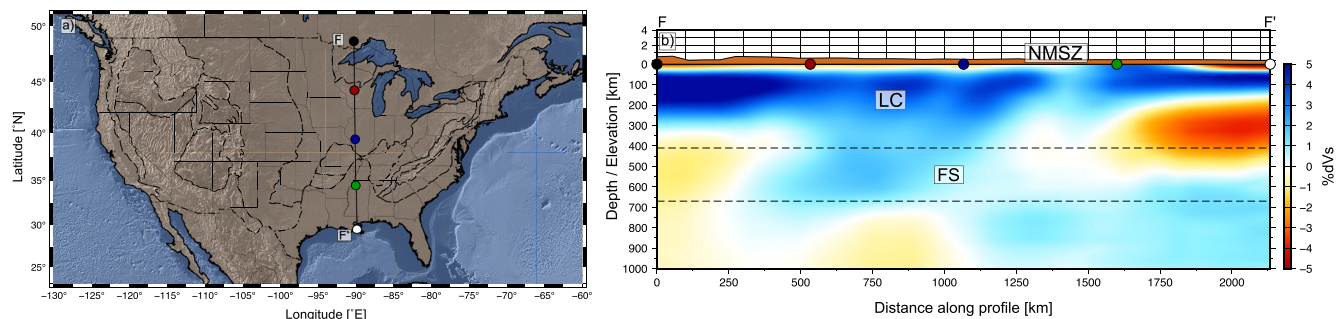 a)
50°
45°
40°
35°
30°
25°
Latitude [°N]
F
F'
−130° −125° −120° −115° −110° −105° −100° −95° −90° −85° −80° −75° −70° −65° −60°
Longitude [°E]
F F'
b)
NMSZ
LC
FS
4
2
0
100
200
300
400
500
600
700
800
900
1000
Depth / Elevation [km]
0 250 500 750 1000 1250 1500 1750 2000
Distance along profile [km]
5
4
3
2
1
0
−1
−2
−3
−4
−5
%dVs